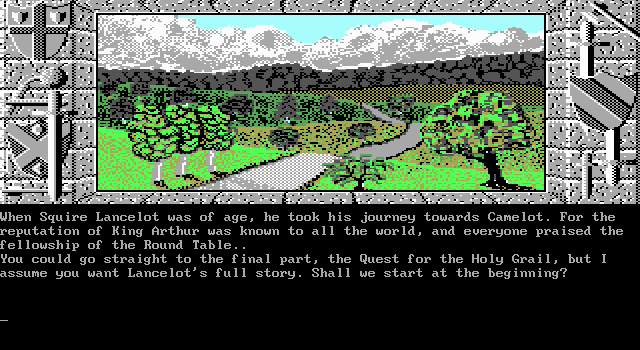 When Squire Lancelot was of age, he took his journey towards Camelot. For the
reputation of King Arthur was known to all the world, and everyone praised the
fellowship of the Round Table..
You could go straight to the final part, the Quest for the Holy Grail, but I
assume you want Lancelot's full story. Shall we start at the beginning?